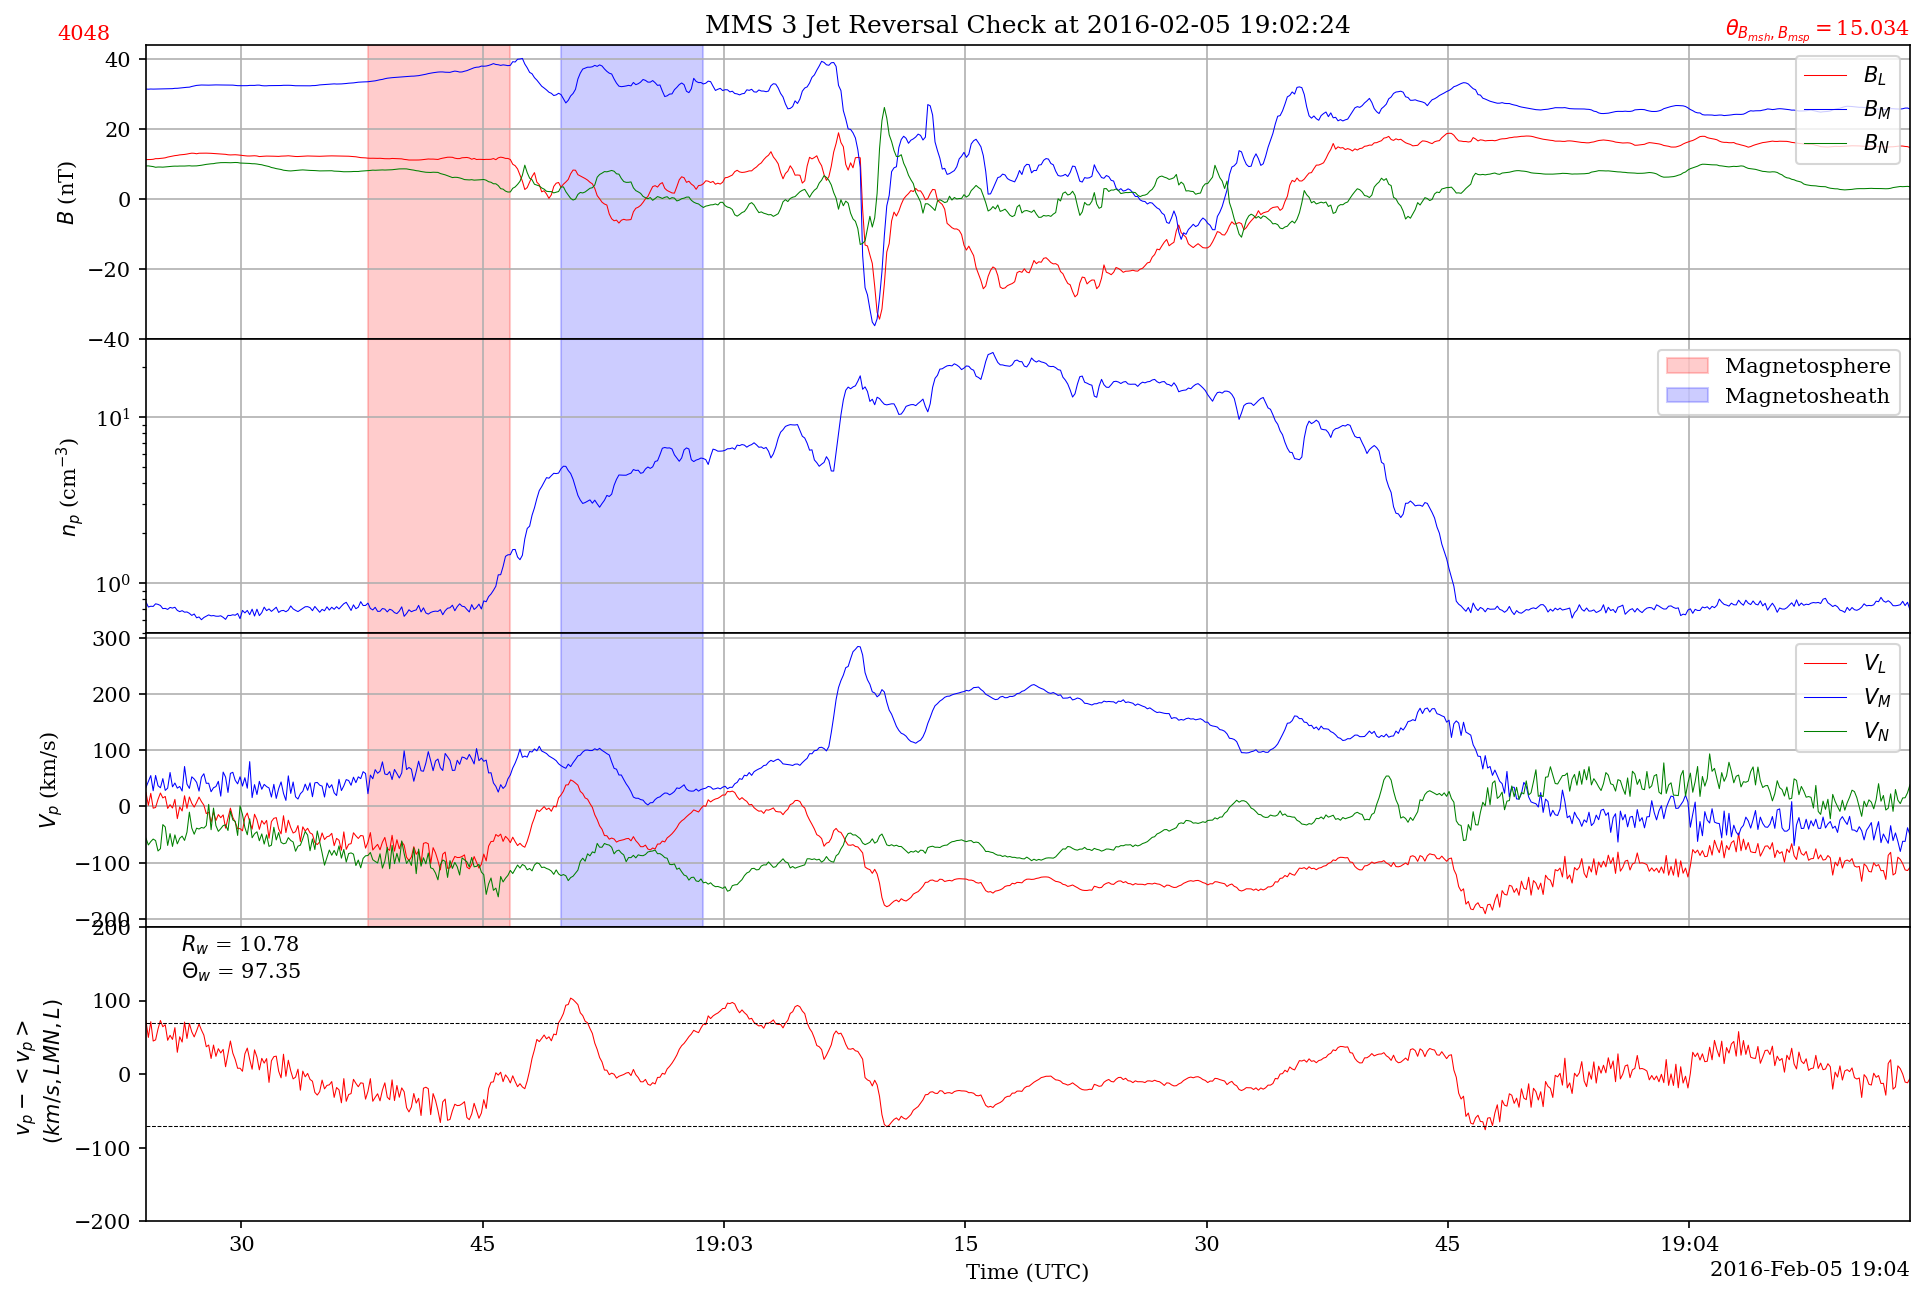 MMS 3 Jet Reversal Check at 2016-02-05 19:02:24
4048
θ_{B_{msh}, B_{msp}} = 15.034
40
20
0
−20
−40
B (nT)
B_L
B_M
B_N
10^1
10^0
n_p (cm^{−3})
Magnetosphere
Magnetosheath
300
200
100
0
−100
−200
V_p (km/s)
V_L
V_M
V_N
200
100
0
−100
−200
v_p − < v_p >
(km/s, LMN, L)
R_w = 10.78
Θ_w = 97.35
30
45
19:03
15
30
45
19:04
Time (UTC)
2016-Feb-05 19:04